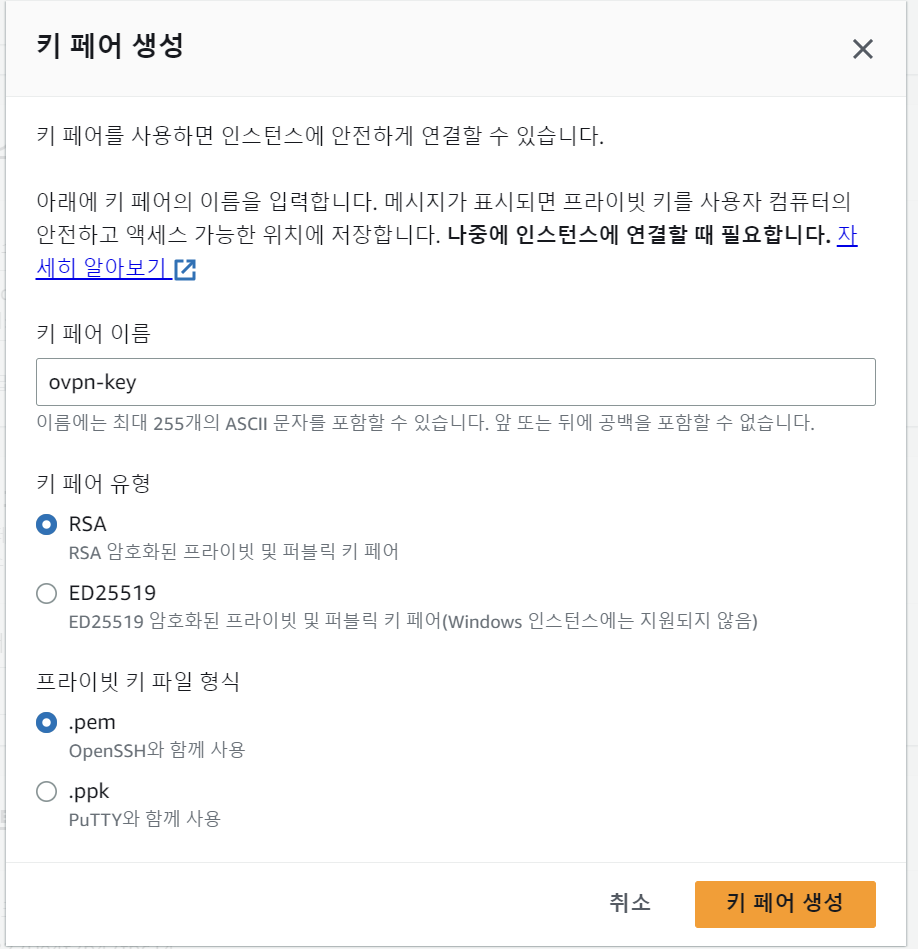 키 페어 생성
키 페어를 사용하면 인스턴스에 안전하게 연결할 수 있습니다.
아래에 키 페어의 이름을 입력합니다. 메시지가 표시되면 프라이빗 키를 사용자 컴퓨터의
안전하고 액세스 가능한 위치에 저장합니다. 나중에 인스턴스에 연결할 때 필요합니다. 자
세히 알아보기
키 페어 이름
ovpn-key
이름에는 최대 255개의 ASCII 문자를 포함할 수 있습니다. 앞 또는 뒤에 공백을 포함할 수 없습니다.
키 페어 유형
RSA
RSA 암호화된 프라이빗 및 퍼블릭 키 페어
ED25519
ED25519 암호화된 프라이빗 및 퍼블릭 키 페어(Windows 인스턴스에는 지원되지 않음)
프라이빗 키 파일 형식
.pem
OpenSSH와 함께 사용
.ppk
PuTTY와 함께 사용
취소
키 페어 생성